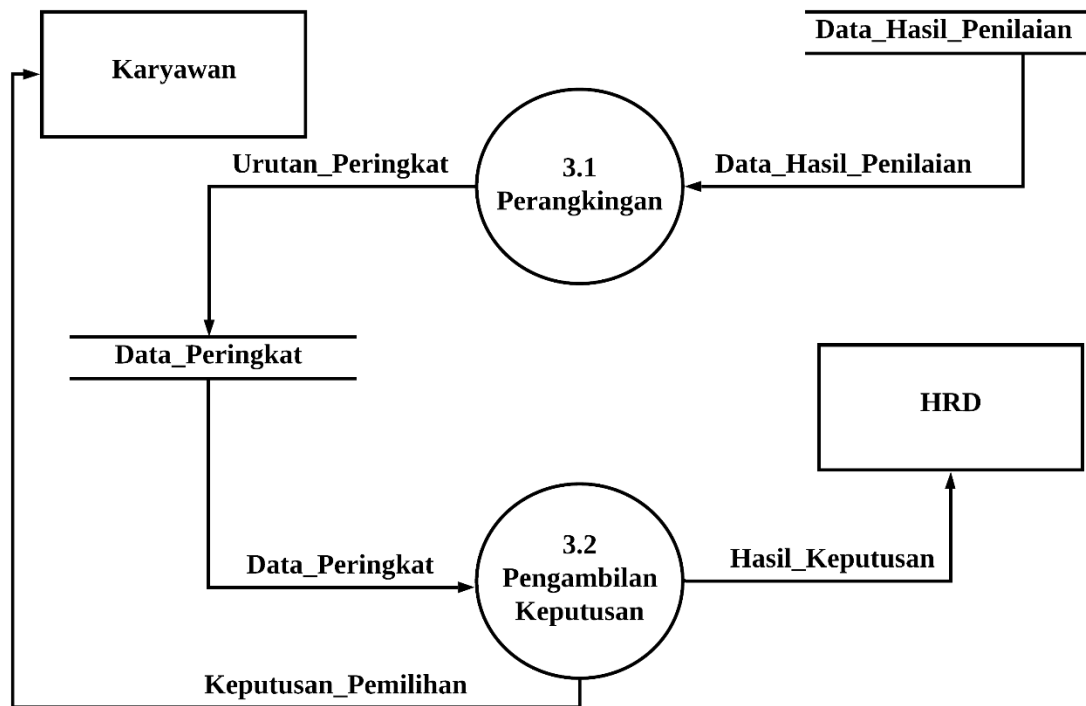 Data_Hasil_Penilaian
Karyawan
Urutan_Peringkat
3.1
Perangkingan
Data_Hasil_Penilaian
Data_Peringkat
HRD
Data_Peringkat
3.2
Pengambilan
Keputusan
Hasil_Keputusan
Keputusan_Pemilihan